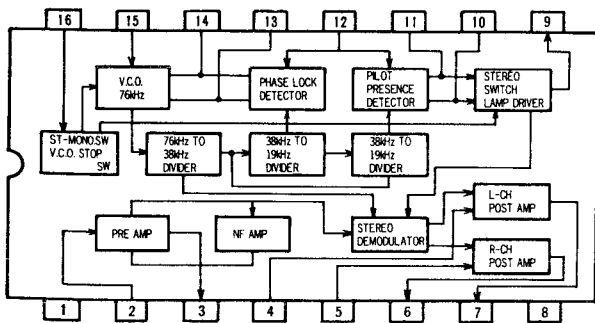 16 15 14 13 12 11 10 9
V.C.O.
76kHz
PHASE LOCK
DETECTOR
PILOT
PRESENCE
DETECTOR
STEREO
SWITCH
LAMP DRIVER
ST-MONO.SW
V.C.O. STOP
SW
76kHz TO
38kHz
DIVIDER
38kHz TO
19kHz
DIVIDER
38kHz TO
19kHz
DIVIDER
PRE AMP
NF AMP
STEREO
DEMODULATOR
L-CH
POST AMP
R-CH
POST AMP
1 2 3 4 5 6 7 8